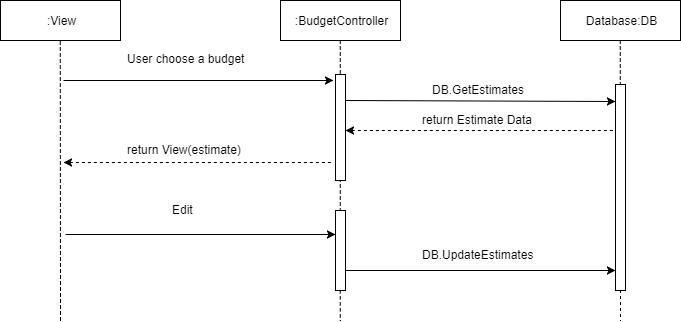 :View
:BudgetController
Database:DB
User choose a budget
DB.GetEstimates
return Estimate Data
return View(estimate)
Edit
DB.UpdateEstimates